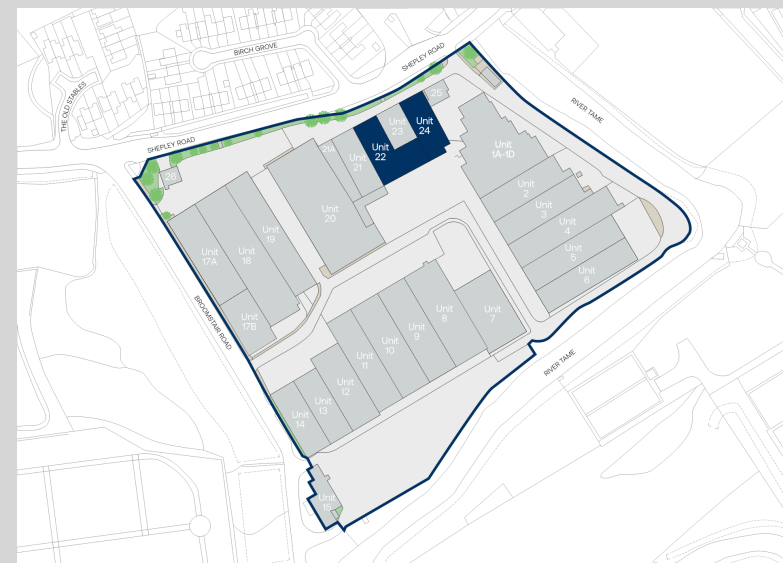 BIRCH GROVE
SHEPLEY ROAD
THE OLD STABLES
RIVER TAME
SHEPLEY ROAD
25
Unit
23
Unit
24
Unit
22
21A
Unit
21
Unit
1A-1D
26
Unit
2
Unit
3
Unit
4
Unit
5
Unit
6
Unit
20
Unit
19
Unit
18
Unit
17A
Unit
17B
BROOMSTAIR ROAD
Unit
7
Unit
8
Unit
9
Unit
10
Unit
11
Unit
12
Unit
13
Unit
14
Unit
15
RIVER TAME